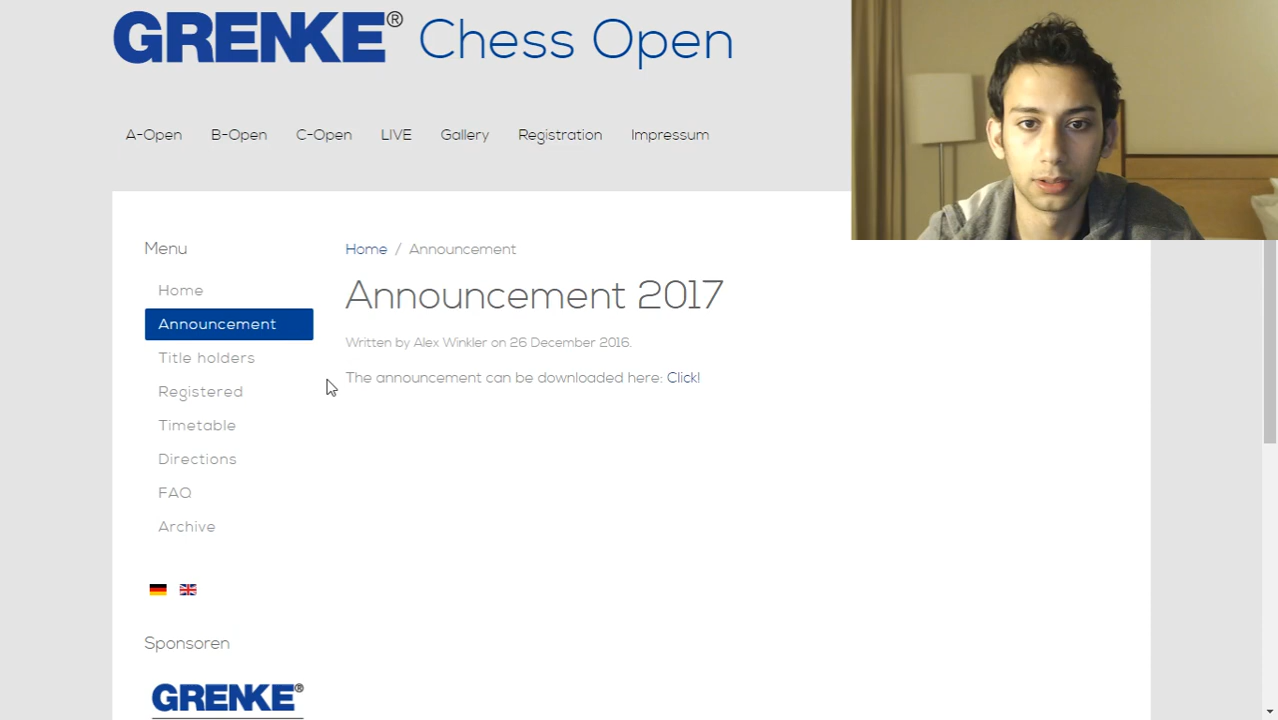 GRENKE® Chess Open
A-Open B-Open C-Open LIVE Gallery Registration Impressum
Menu
Home
Announcement
Title holders
Registered
Timetable
Directions
FAQ
Archive
Sponsoren
GRENKE®
Home / Announcement
Announcement 2017
Written by Alex Winkler on 26 December 2016.
The announcement can be downloaded here: Click!